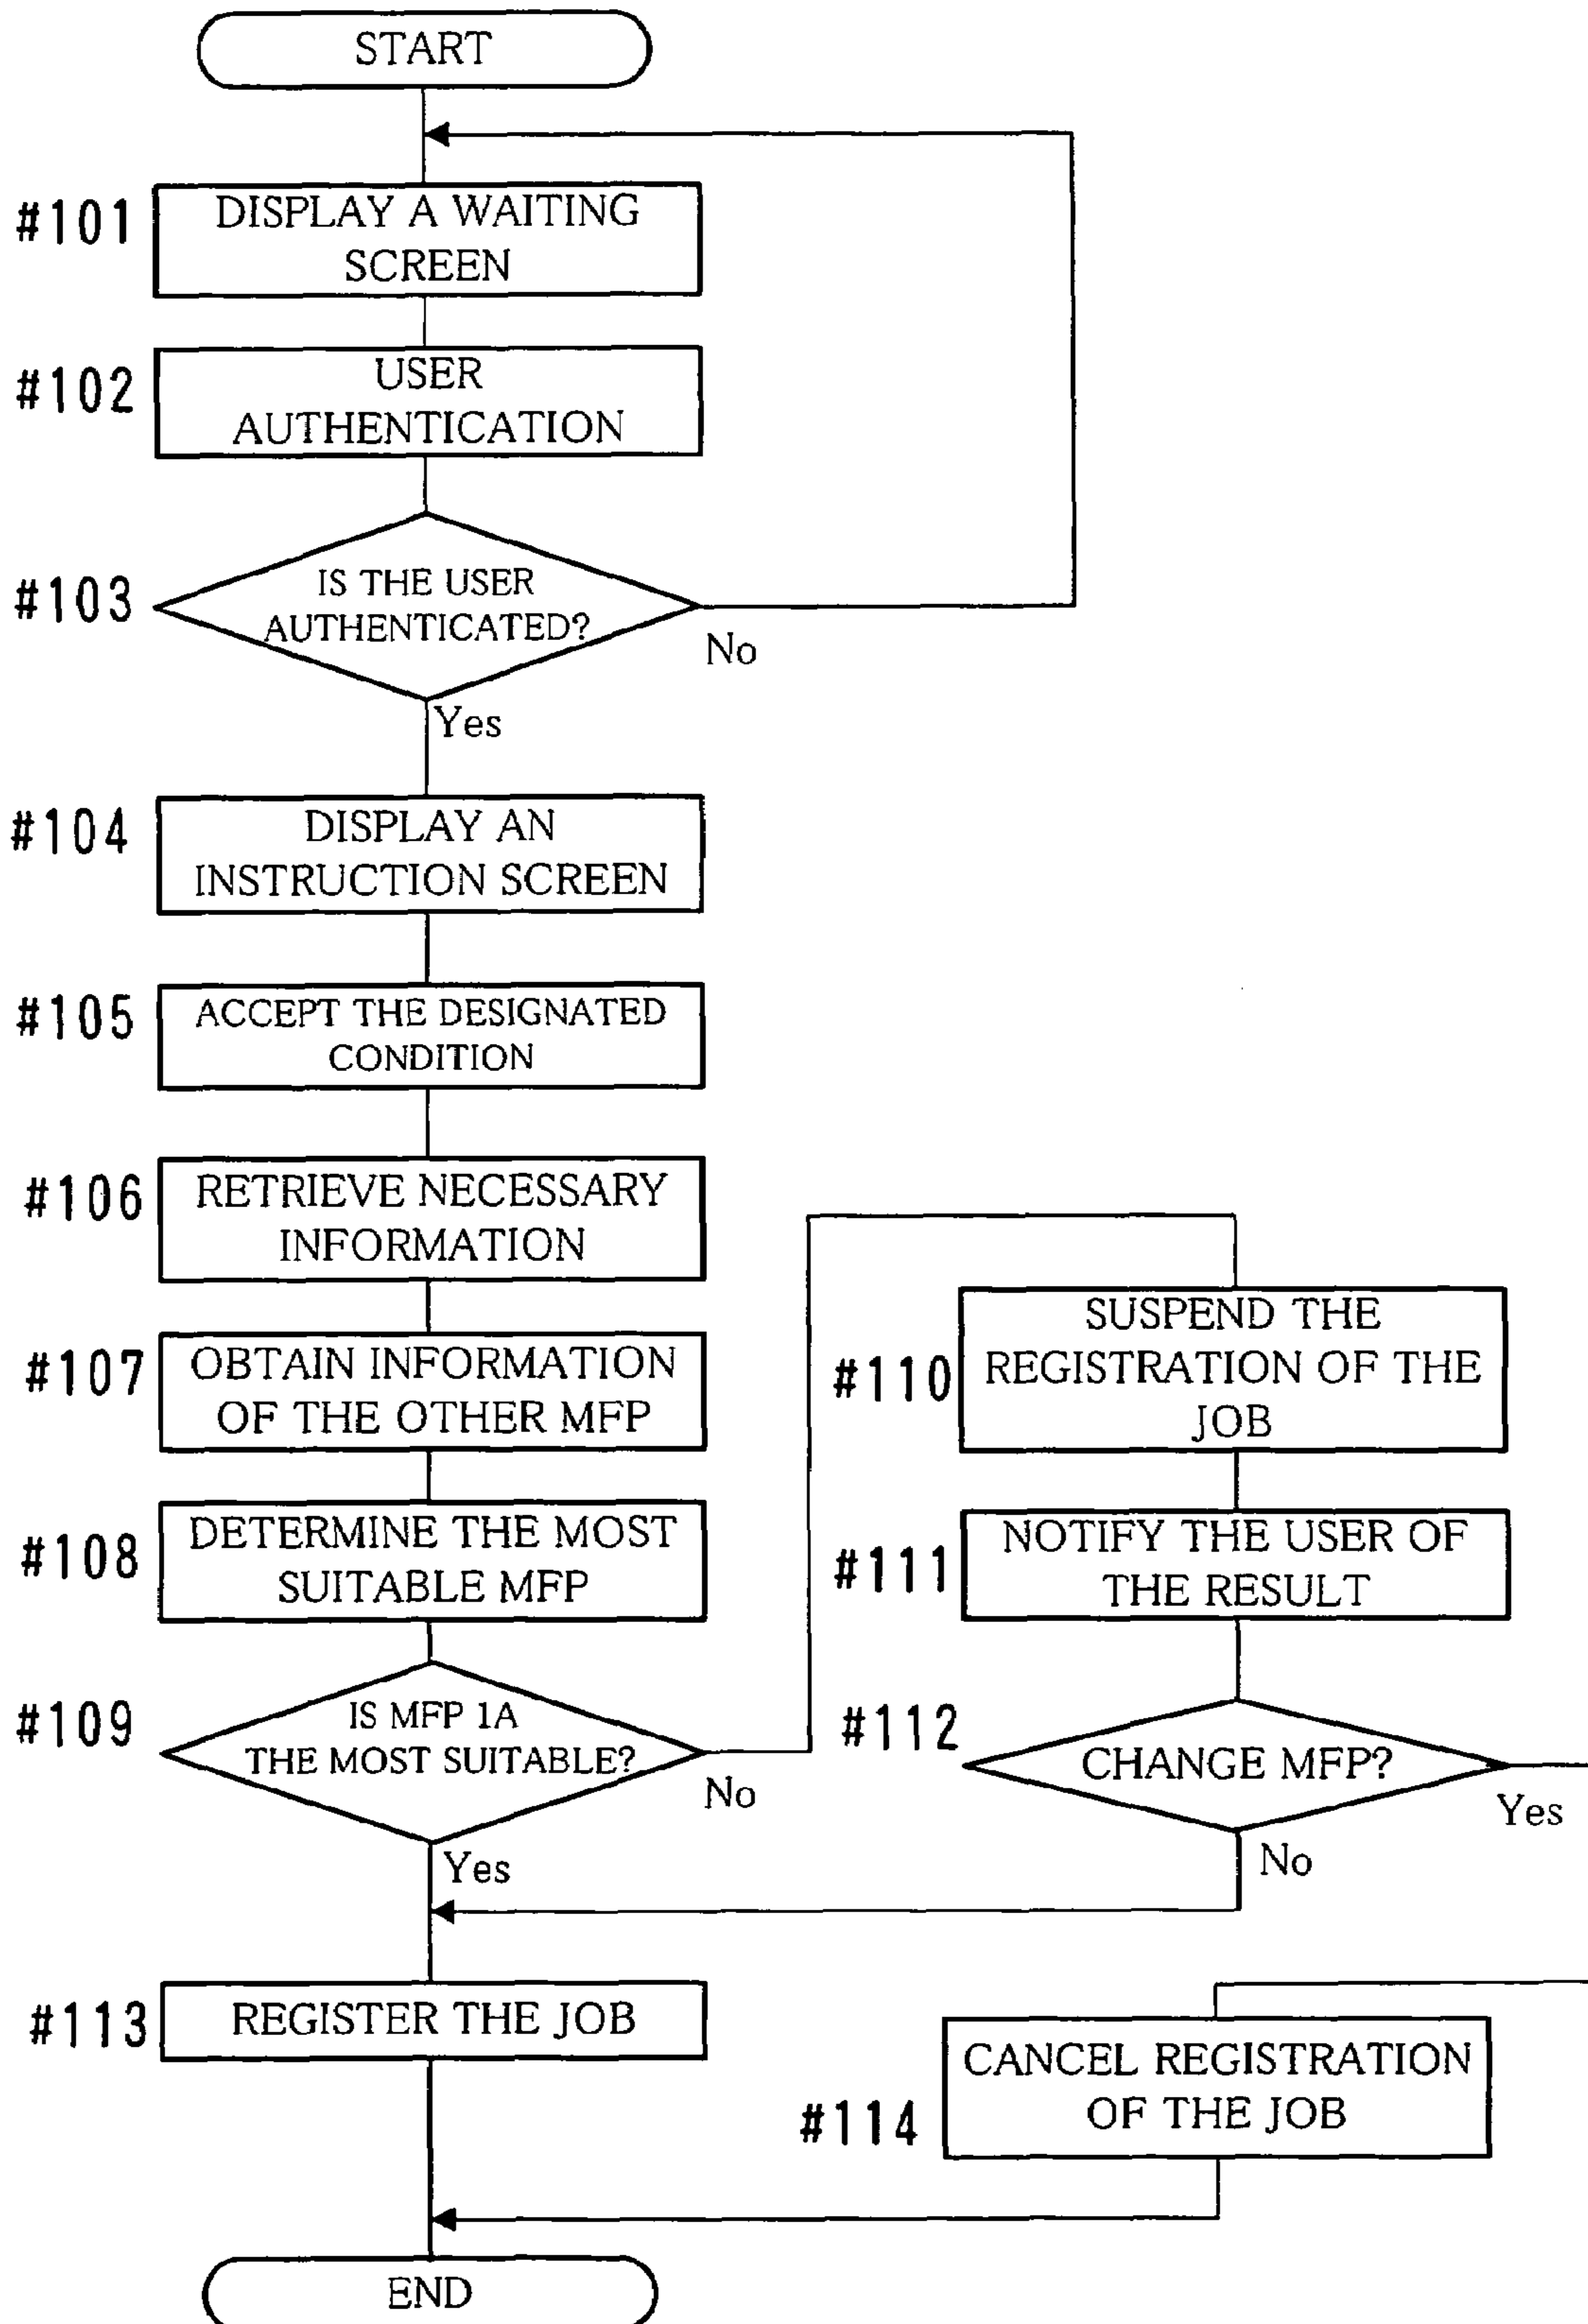 START
#101
DISPLAY A WAITING
SCREEN
#102
USER
AUTHENTICATION
#103
IS THE USER
AUTHENTICATED?
No
Yes
#104
DISPLAY AN
INSTRUCTION SCREEN
#105
ACCEPT THE DESIGNATED
CONDITION
#106
RETRIEVE NECESSARY
INFORMATION
#107
OBTAIN INFORMATION
OF THE OTHER MFP
#108
DETERMINE THE MOST
SUITABLE MFP
#109
IS MFP 1A
THE MOST SUITABLE?
No
Yes
#110
SUSPEND THE
REGISTRATION OF THE
JOB
#111
NOTIFY THE USER OF
THE RESULT
#112
CHANGE MFP?
Yes
No
#113
REGISTER THE JOB
#114
CANCEL REGISTRATION
OF THE JOB
END